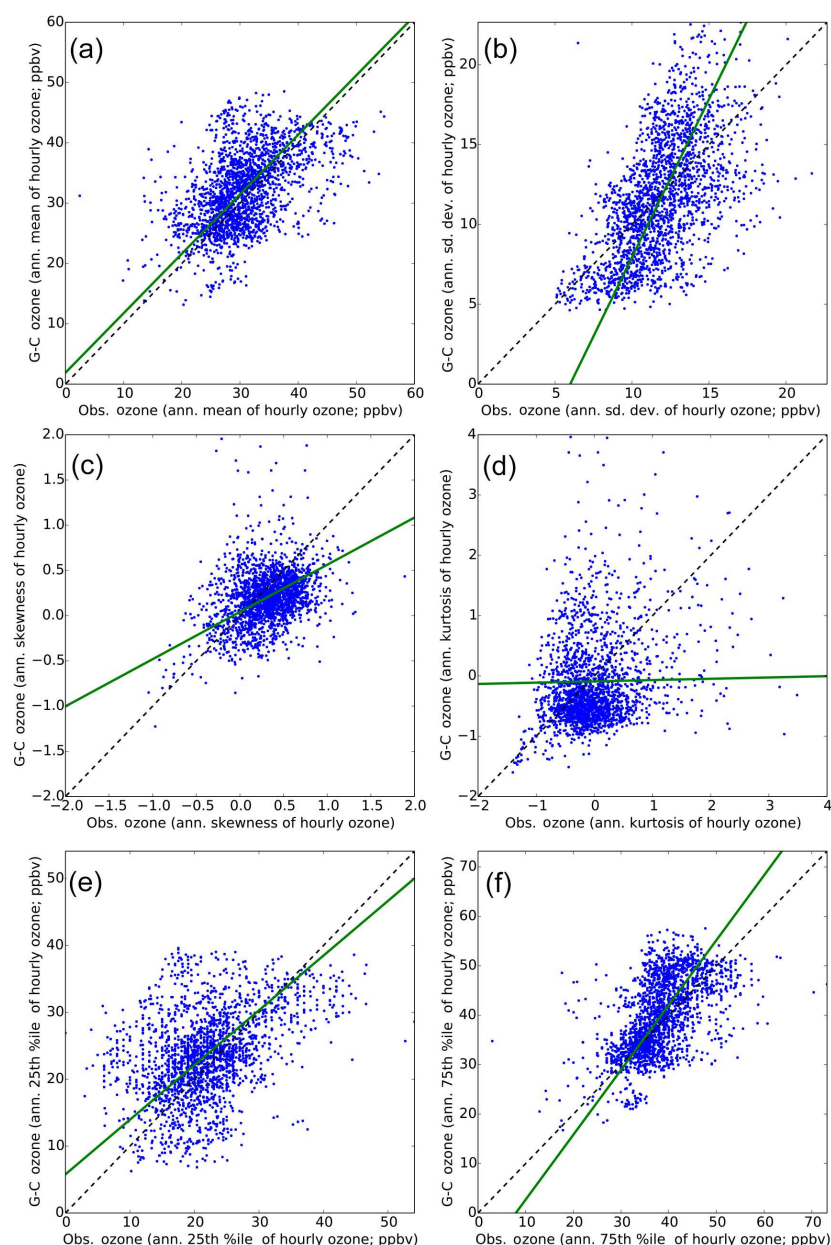 (a)
G-C ozone (ann. mean of hourly ozone; ppbv)
60
50
40
30
20
10
0
0 10 20 30 40 50 60
Obs. ozone (ann. mean of hourly ozone; ppbv)
(b)
G-C ozone (ann. sd. dev. of hourly ozone; ppbv)
20
15
10
5
0
0 5 10 15 20
Obs. ozone (ann. sd. dev. of hourly ozone; ppbv)
(c)
G-C ozone (ann. skewness of hourly ozone)
2.0
1.5
1.0
0.5
0.0
−0.5
−1.0
−1.5
−2.0
−2.0 −1.5 −1.0 −0.5 0.0 0.5 1.0 1.5 2.0
Obs. ozone (ann. skewness of hourly ozone)
(d)
G-C ozone (ann. kurtosis of hourly ozone)
4
3
2
1
0
−1
−2
−2 −1 0 1 2 3 4
Obs. ozone (ann. kurtosis of hourly ozone)
(e)
G-C ozone (ann. 25th %ile of hourly ozone; ppbv)
50
40
30
20
10
0
0 10 20 30 40 50
Obs. ozone (ann. 25th %ile of hourly ozone; ppbv)
(f)
G-C ozone (ann. 75th %ile of hourly ozone; ppbv)
70
60
50
40
30
20
10
0
0 10 20 30 40 50 60 70
Obs. ozone (ann. 75th %ile of hourly ozone; ppbv)